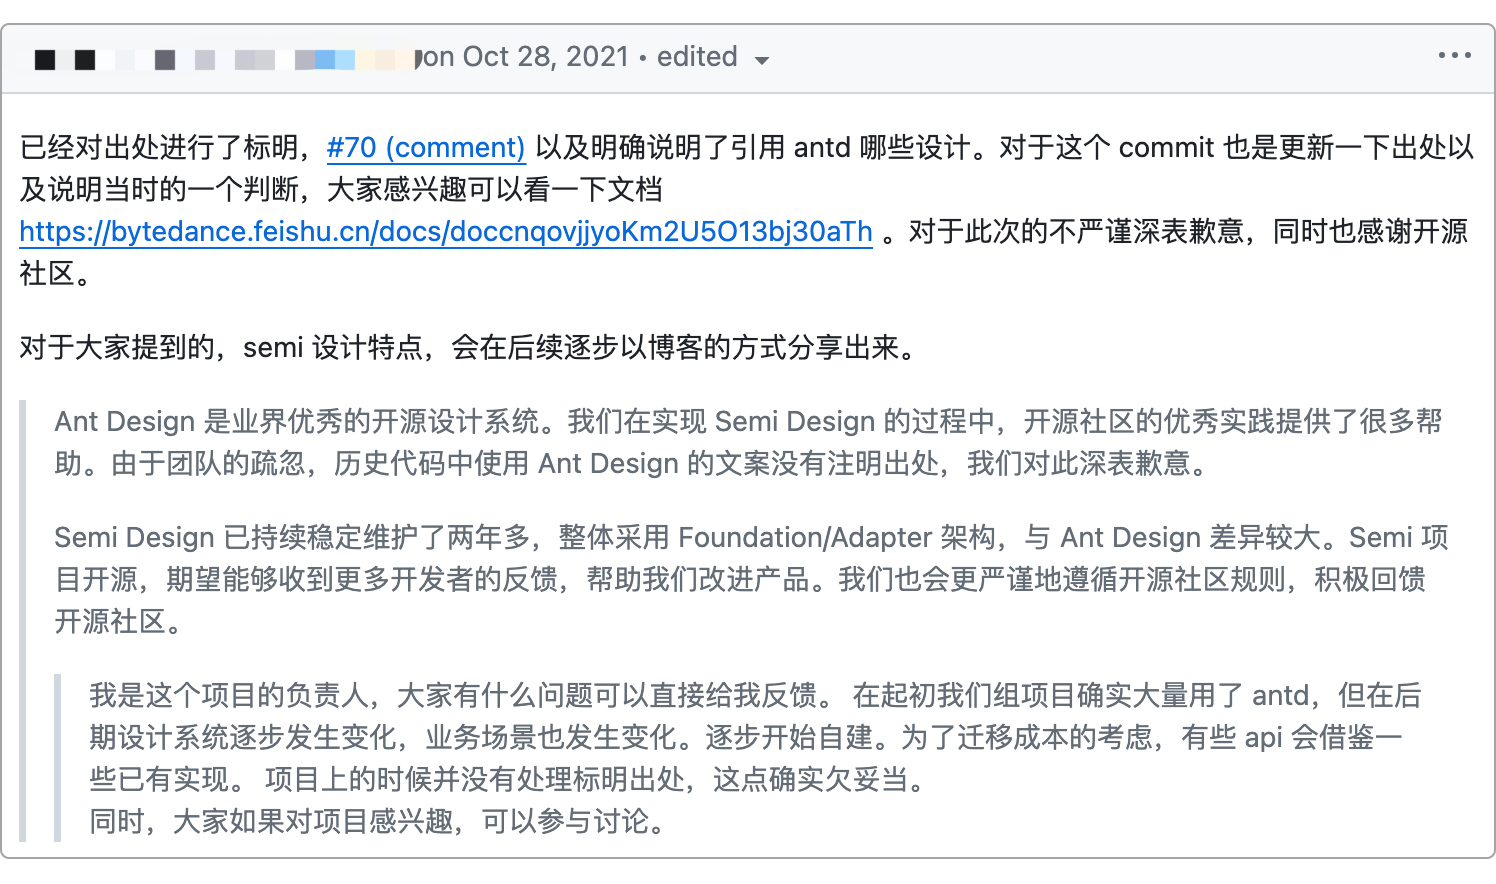 on Oct 28, 2021 • edited
已经对出处进行了标明，#70 (comment) 以及明确说明了引用 antd 哪些设计。对于这个 commit 也是更新一下出处以
及说明当时的一个判断，大家感兴趣可以看一下文档
https://bytedance.feishu.cn/docs/doccnqovjjyoKm2U5O13bj30aTh 。对于此次的不严谨深表歉意，同时也感谢开源
社区。
对于大家提到的，semi 设计特点，会在后续逐步以博客的方式分享出来。
Ant Design 是业界优秀的开源设计系统。我们在实现 Semi Design 的过程中，开源社区的优秀实践提供了很多帮
助。由于团队的疏忽，历史代码中使用 Ant Design 的文案没有注明出处，我们对此深表歉意。
Semi Design 已持续稳定维护了两年多，整体采用 Foundation/Adapter 架构，与 Ant Design 差异较大。Semi 项
目开源，期望能够收到更多开发者的反馈，帮助我们改进产品。我们也会更严谨地遵循开源社区规则，积极回馈
开源社区。
我是这个项目的负责人，大家有什么问题可以直接给我反馈。 在起初我们组项目确实大量用了 antd，但在后
期设计系统逐步发生变化，业务场景也发生变化。逐步开始自建。为了迁移成本的考虑，有些 api 会借鉴一
些已有实现。 项目上的时候并没有处理标明出处，这点确实欠妥当。
同时，大家如果对项目感兴趣，可以参与讨论。